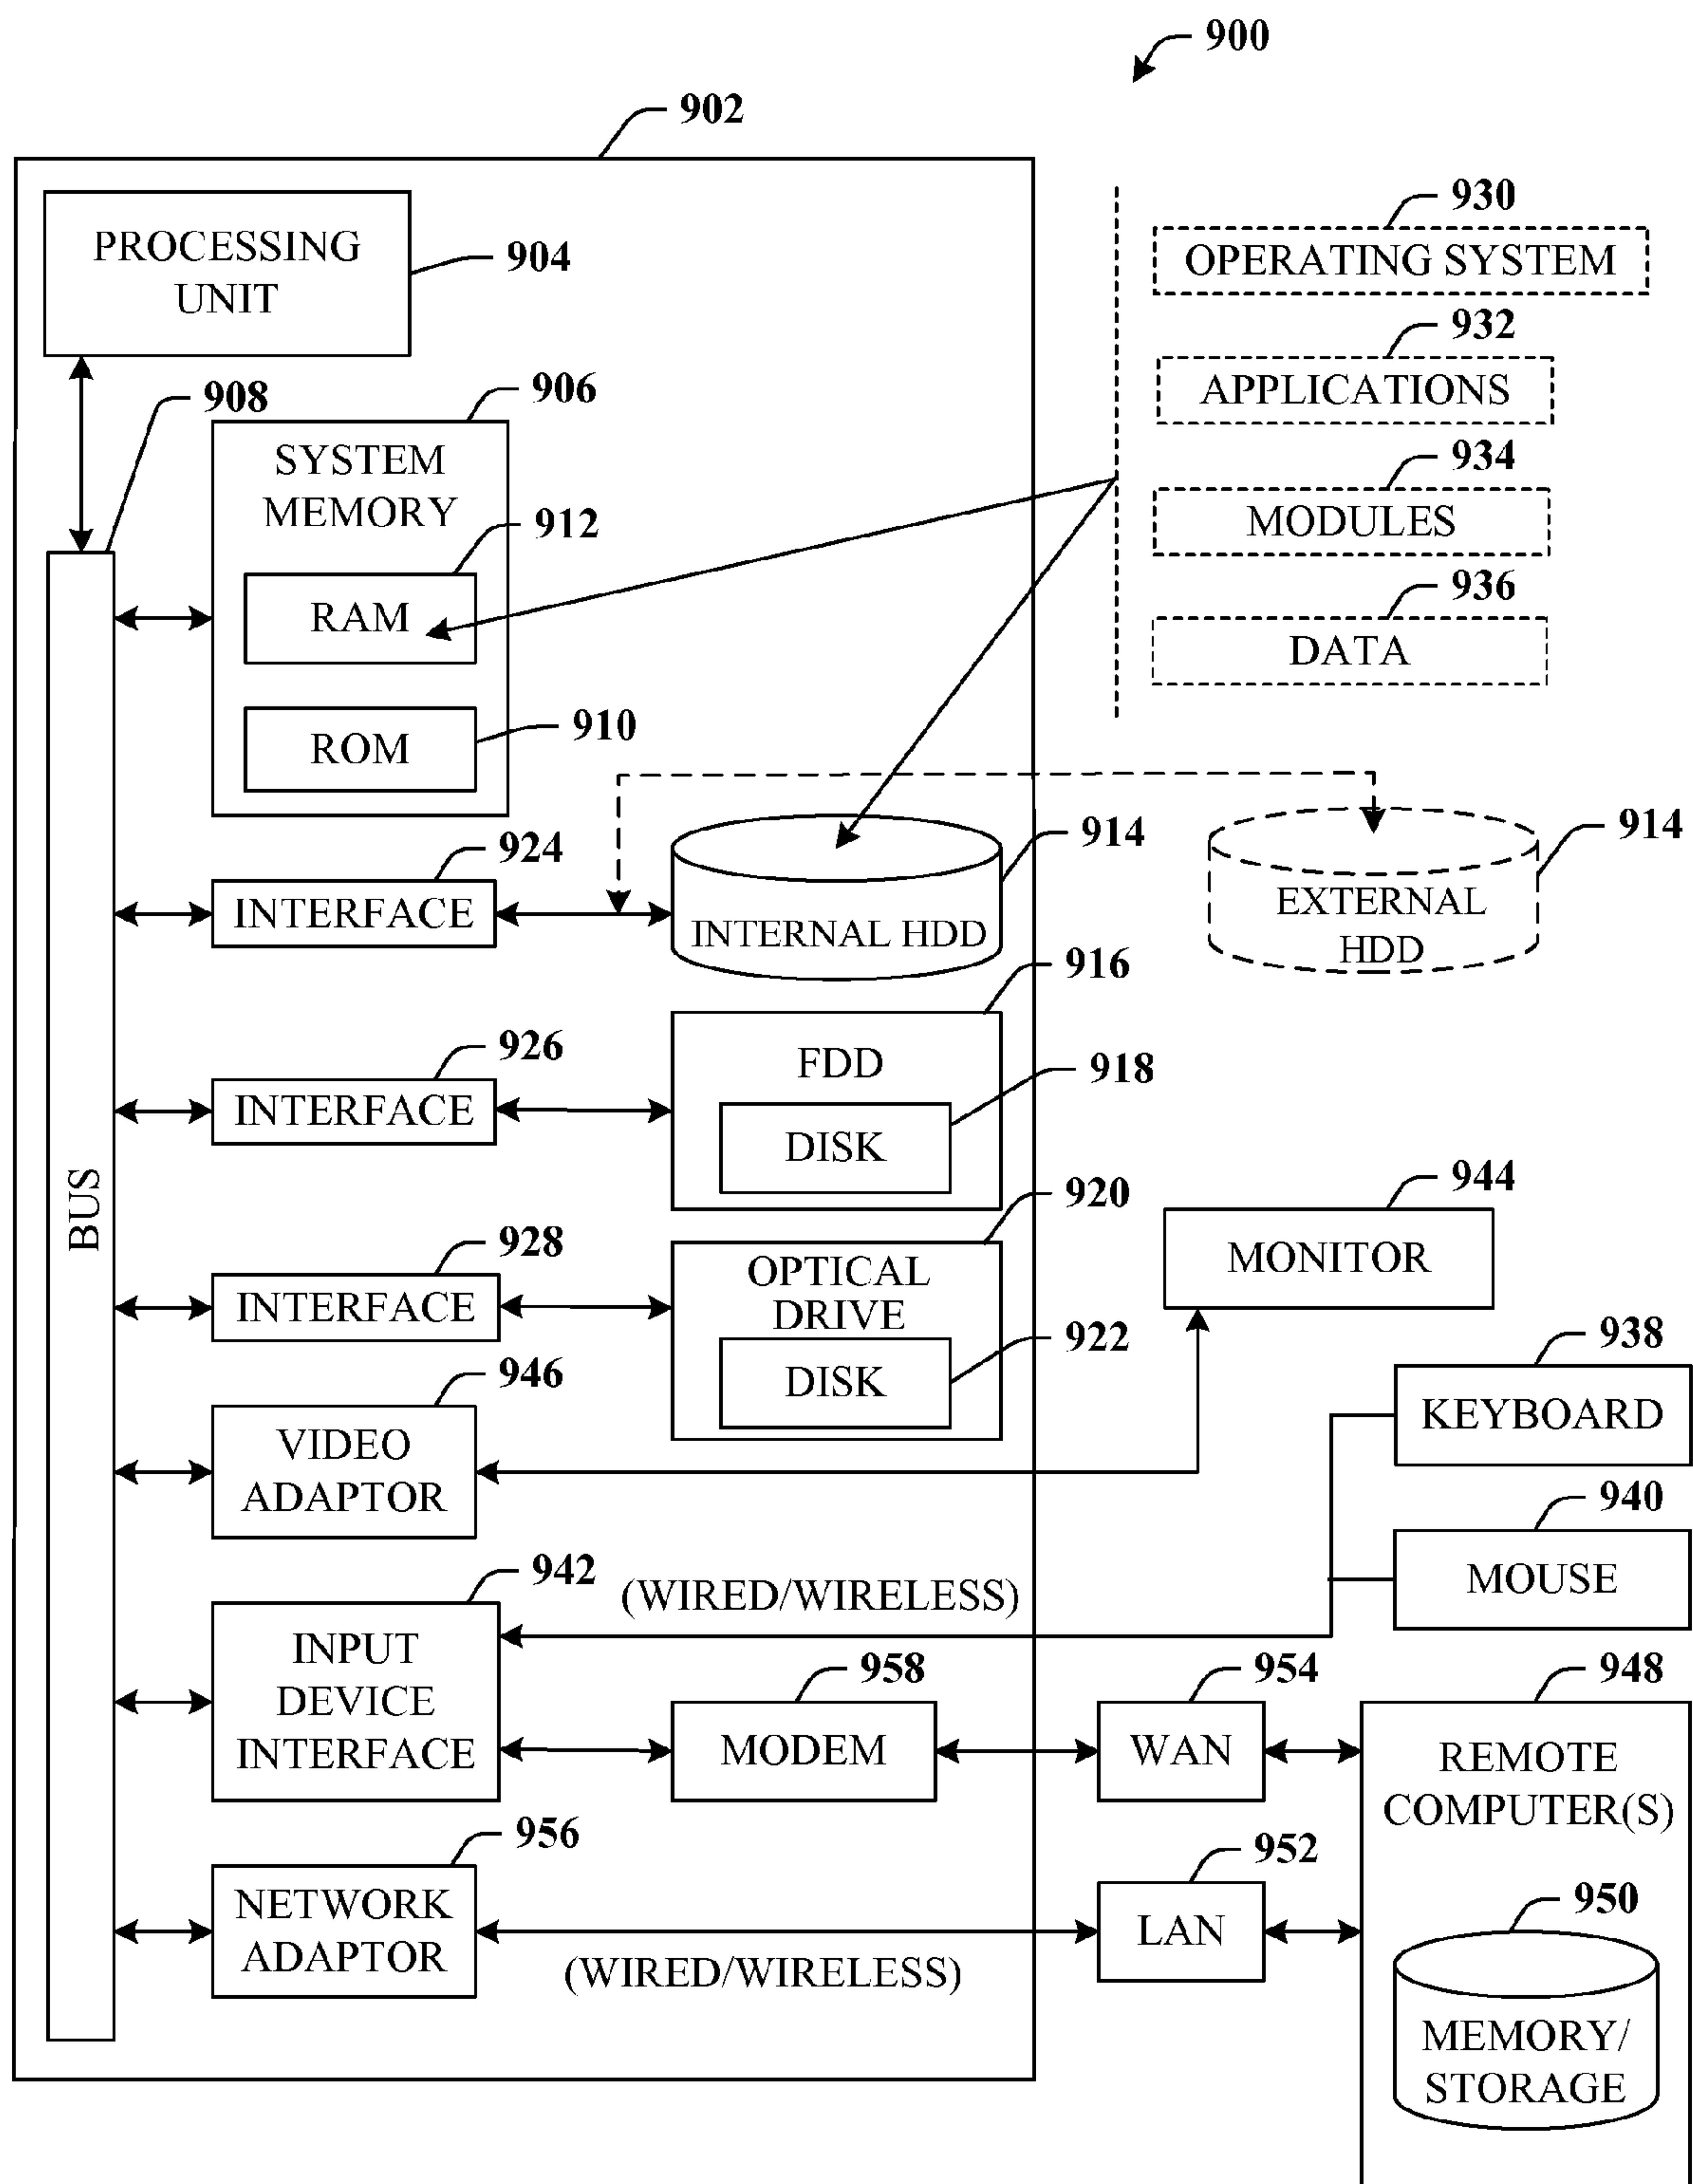 900
902
PROCESSING
UNIT
904
930
OPERATING SYSTEM
932
APPLICATIONS
934
MODULES
936
DATA
908
906
SYSTEM
MEMORY
912
RAM
910
ROM
BUS
924
INTERFACE
914
INTERNAL HDD
914
EXTERNAL
HDD
926
INTERFACE
916
FDD
918
DISK
928
INTERFACE
920
OPTICAL
DRIVE
922
DISK
944
MONITOR
946
VIDEO
ADAPTOR
938
KEYBOARD
940
MOUSE
942
INPUT
DEVICE
INTERFACE
(WIRED/WIRELESS)
958
MODEM
954
WAN
948
REMOTE
COMPUTER(S)
956
NETWORK
ADAPTOR
(WIRED/WIRELESS)
952
LAN
950
MEMORY/
STORAGE